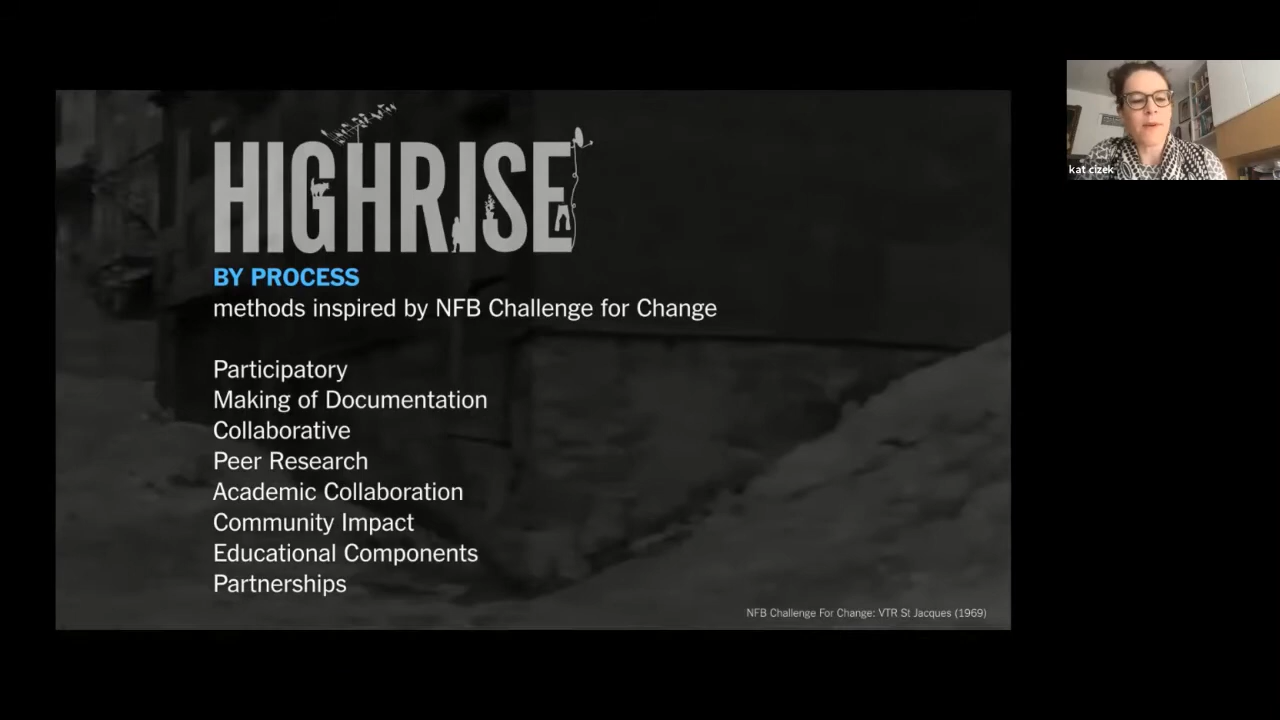 HIGHRISE
BY PROCESS
methods inspired by NFB Challenge for Change
Participatory
Making of Documentation
Collaborative
Peer Research
Academic Collaboration
Community Impact
Educational Components
Partnerships
NFB Challenge For Change: VTR St Jacques (1969)
kat cizek